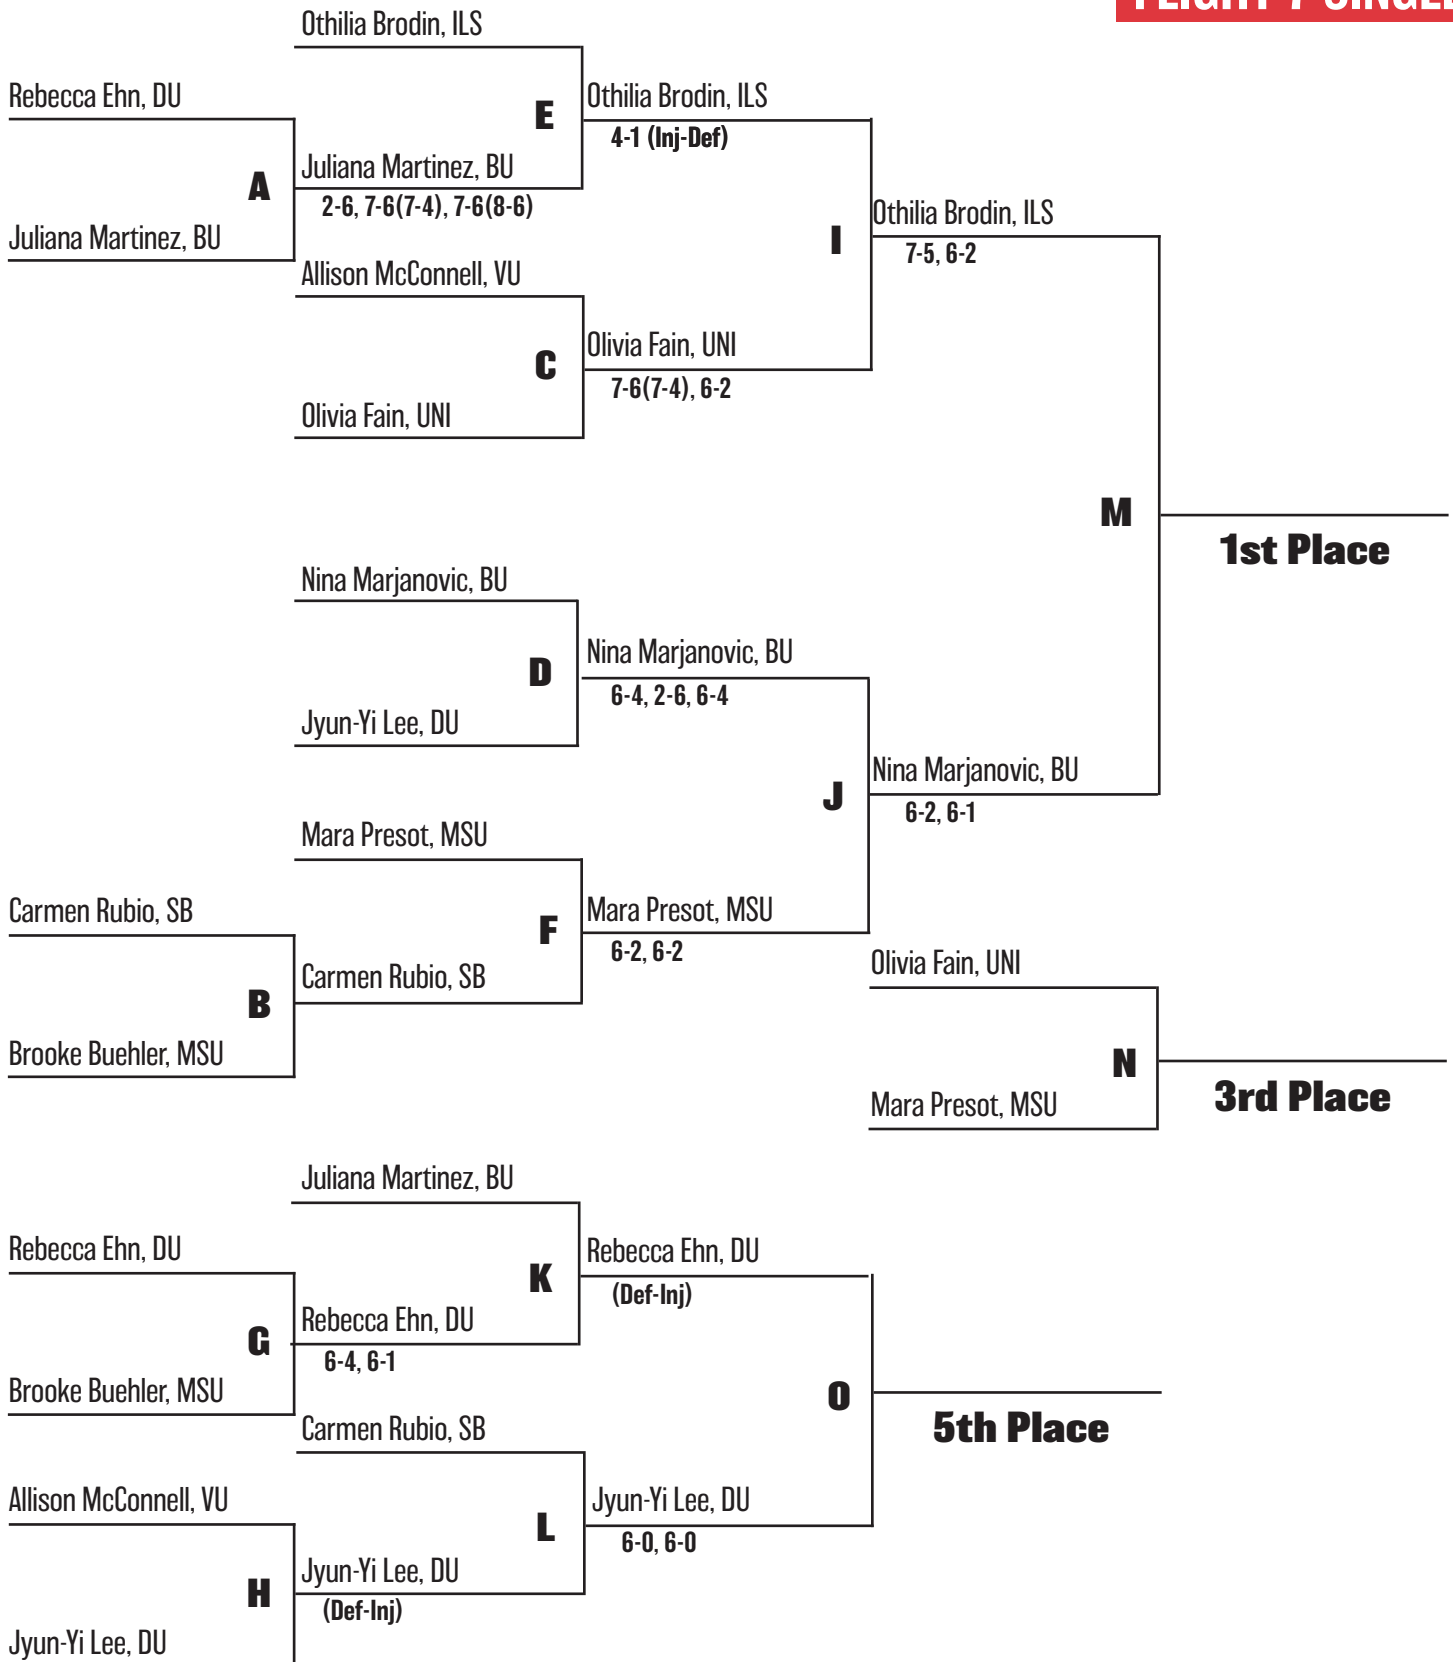 Othilia Brodin, ILS
Rebecca Ehn, DU
E
Othilia Brodin, ILS
4-1 (Inj-Def)
A
Juliana Martinez, BU
2-6, 7-6(7-4), 7-6(8-6)
Juliana Martinez, BU
I
Othilia Brodin, ILS
7-5, 6-2
Allison McConnell, VU
C
Olivia Fain, UNI
7-6(7-4), 6-2
Olivia Fain, UNI
M
1st Place
Nina Marjanovic, BU
D
Nina Marjanovic, BU
6-4, 2-6, 6-4
Jyun-Yi Lee, DU
J
Nina Marjanovic, BU
6-2, 6-1
Mara Presot, MSU
Carmen Rubio, SB
F
Mara Presot, MSU
6-2, 6-2
B
Carmen Rubio, SB
Brooke Buehler, MSU
Olivia Fain, UNI
N
3rd Place
Mara Presot, MSU
Juliana Martinez, BU
Rebecca Ehn, DU
K
Rebecca Ehn, DU
(Def-Inj)
G
Rebecca Ehn, DU
6-4, 6-1
Brooke Buehler, MSU
O
5th Place
Carmen Rubio, SB
Allison McConnell, VU
L
Jyun-Yi Lee, DU
6-0, 6-0
H
Jyun-Yi Lee, DU
(Def-Inj)
Jyun-Yi Lee, DU